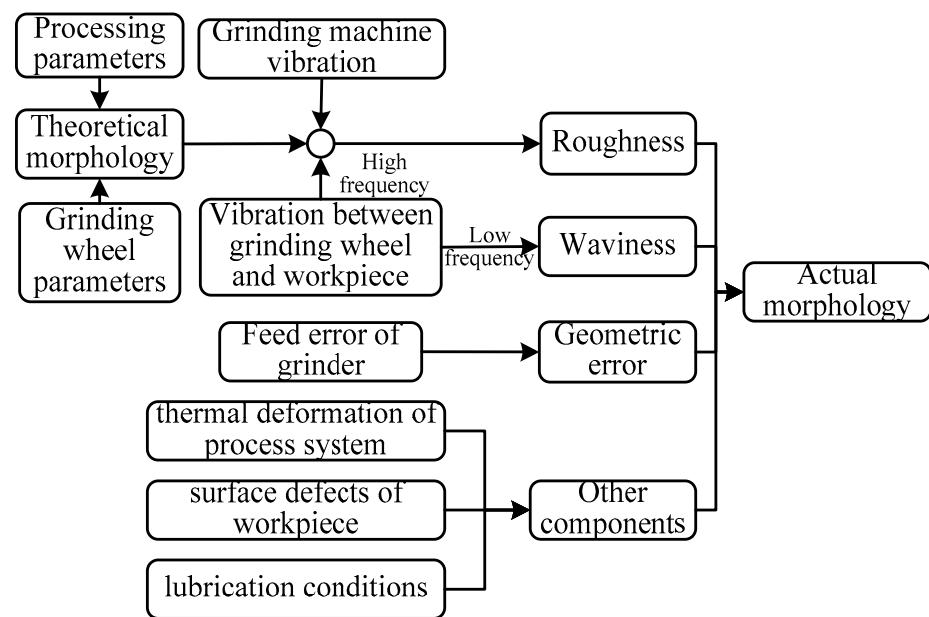 Processing
parameters
Grinding machine
vibration
Theoretical
morphology
High
frequency
Roughness
Grinding
wheel
parameters
Vibration between
grinding wheel
and workpiece
Low
frequency
Waviness
Actual
morphology
Feed error of
grinder
Geometric
error
thermal deformation of
process system
surface defects of
workpiece
Other
components
lubrication conditions